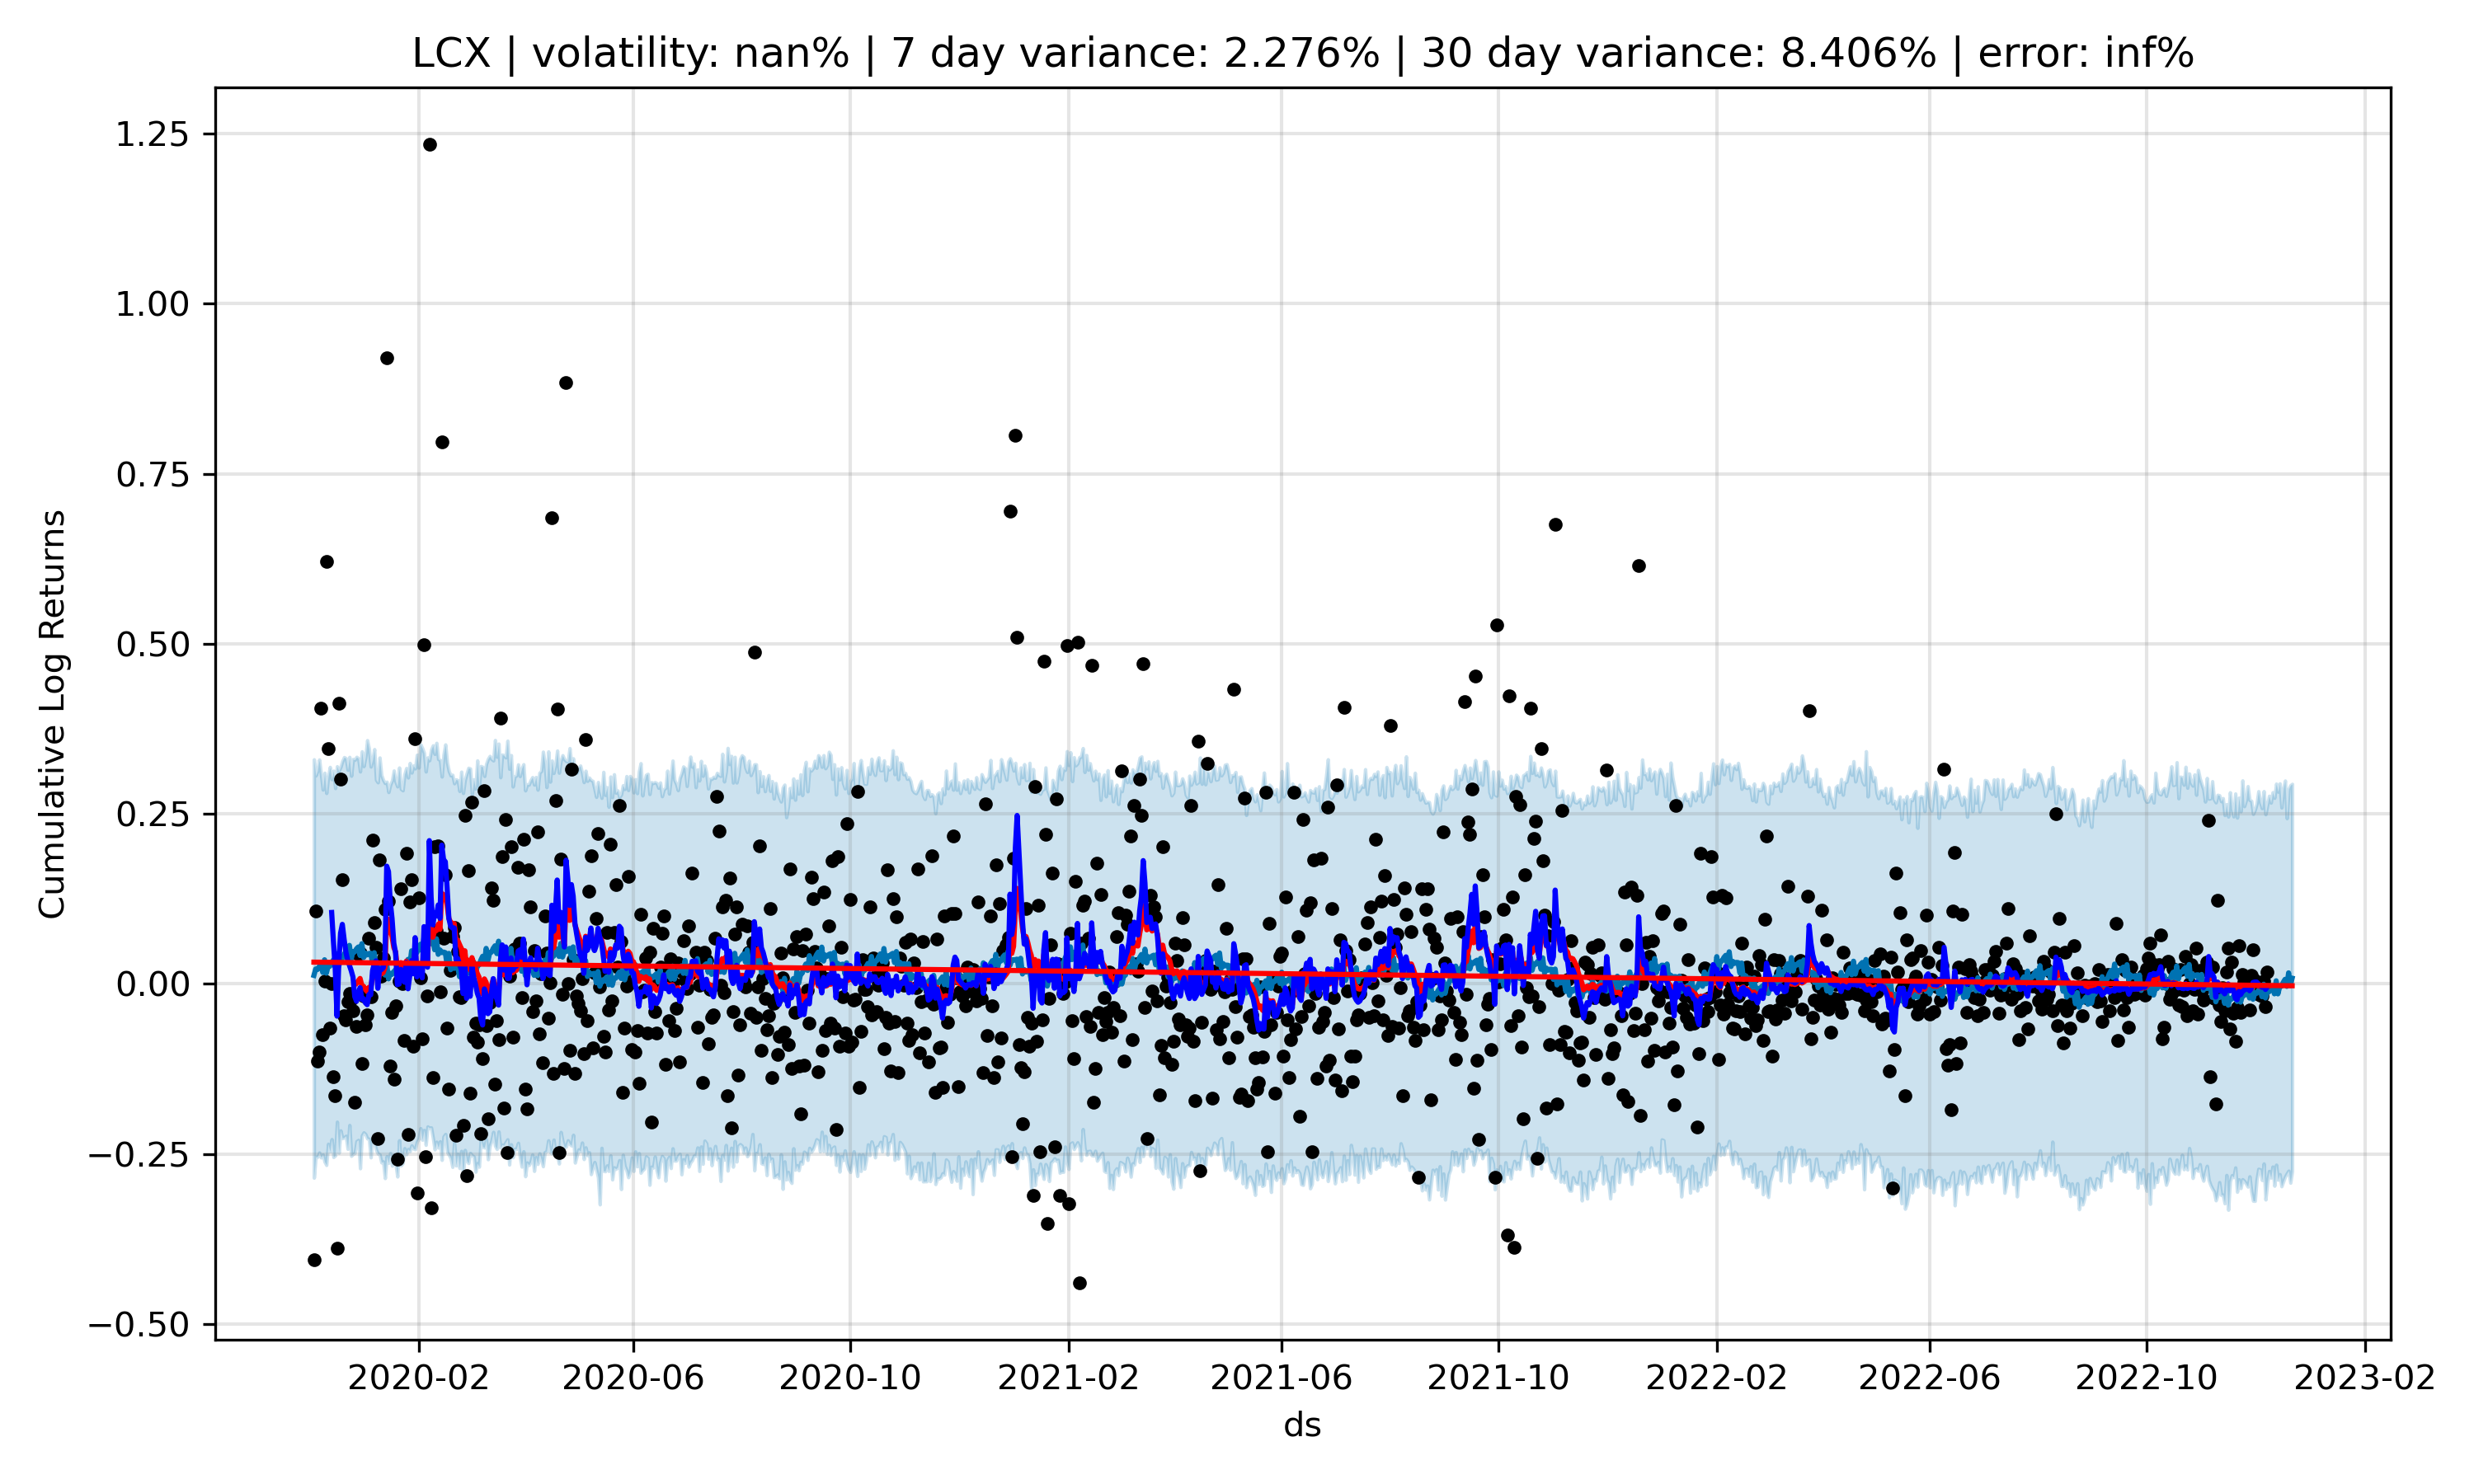 LCX | volatility: nan% | 7 day variance: 2.276% | 30 day variance: 8.406% | error: inf%
1.25
1.00
0.75
0.50
0.25
0.00
−0.25
−0.50
Cumulative Log Returns
2020-02 2020-06 2020-10 2021-02 2021-06 2021-10 2022-02 2022-06 2022-10 2023-02
ds